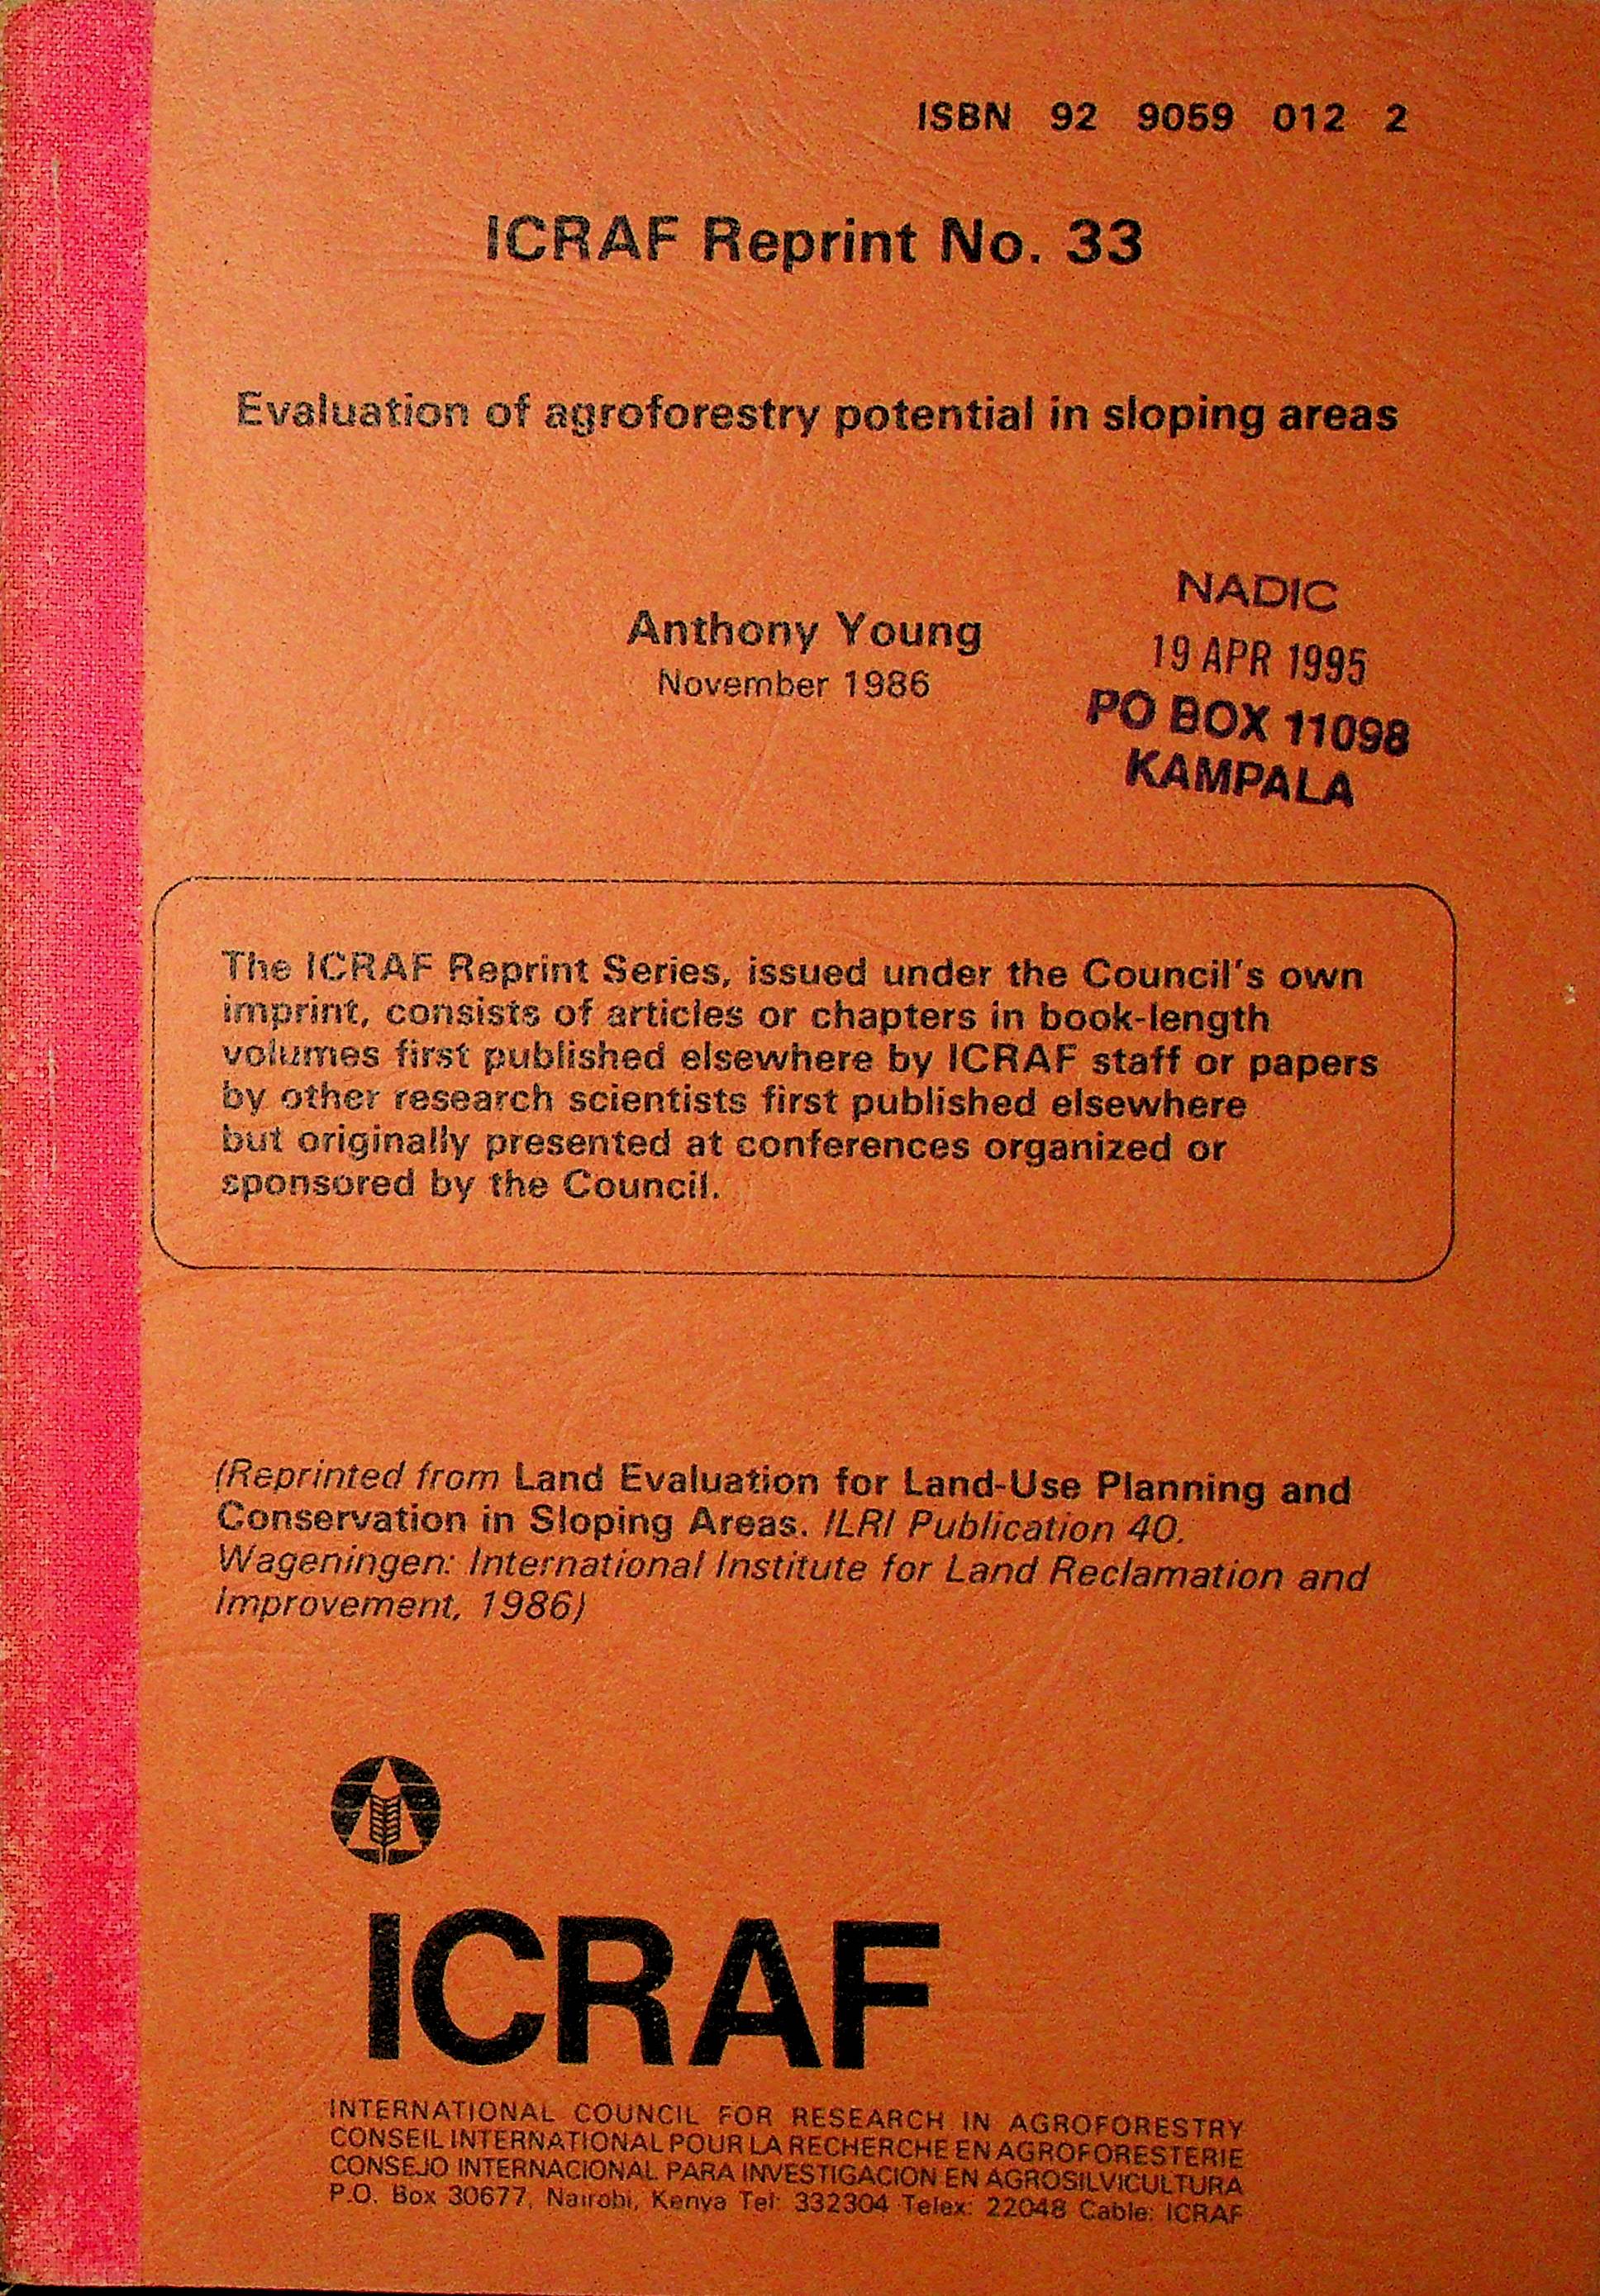 ISBN 92 9059 012 2
ICRAF Reprint No. 33
Evaluation of agroforestry potential in sloping areas
Anthony Young
November 1986
NADIC
19 APR 1995
PO BOX 11098
KAMPALA
The ICRAF Reprint Series, issued under the Council's own
imprint, consists of articles or chapters in book-length
volumes first published elsewhere by ICRAF staff or papers
by other research scientists first published elsewhere
but originally presented at conferences organized or
sponsored by the Council.
(Reprinted from Land Evaluation for Land-Use Planning and
Conservation in Sloping Areas. ILRI Publication 40.
Wageningen: International Institute for Land Reclamation and
Improvement, 1986)
ICRAF
INTERNATIONAL COUNCIL FOR RESEARCH IN AGROFORESTRY
CONSEIL INTERNATIONAL POUR LA RECHERCHE EN AGROFORESTERIE
CONSEJO INTERNACIONAL PARA INVESTIGACION EN AGROSILVICULTURA
P.O. Box 30677, Nairobi, Kenya Tel: 332304 Telex: 22048 Cable: ICRAF